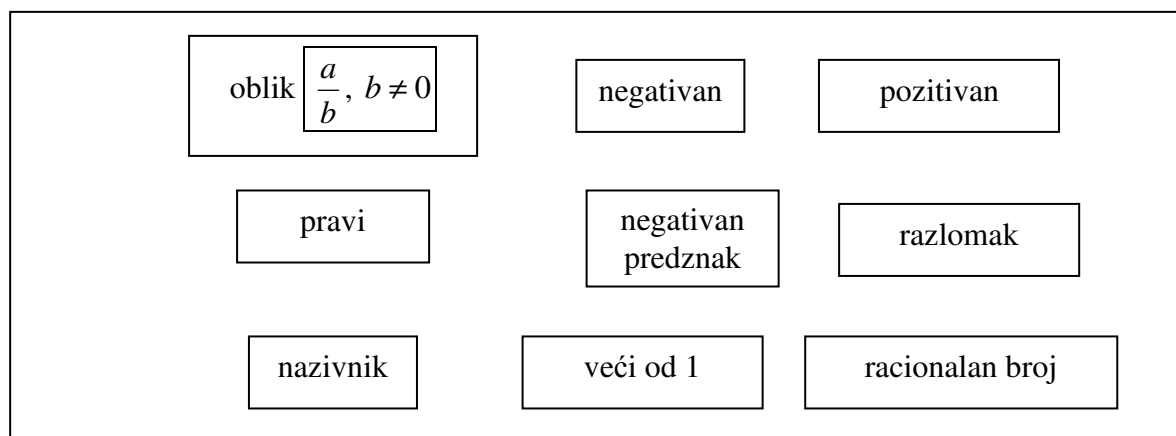 oblik a/b, b ≠ 0
negativan
pozitivan
pravi
negativan
predznak
razlomak
nazivnik
veći od 1
racionalan broj